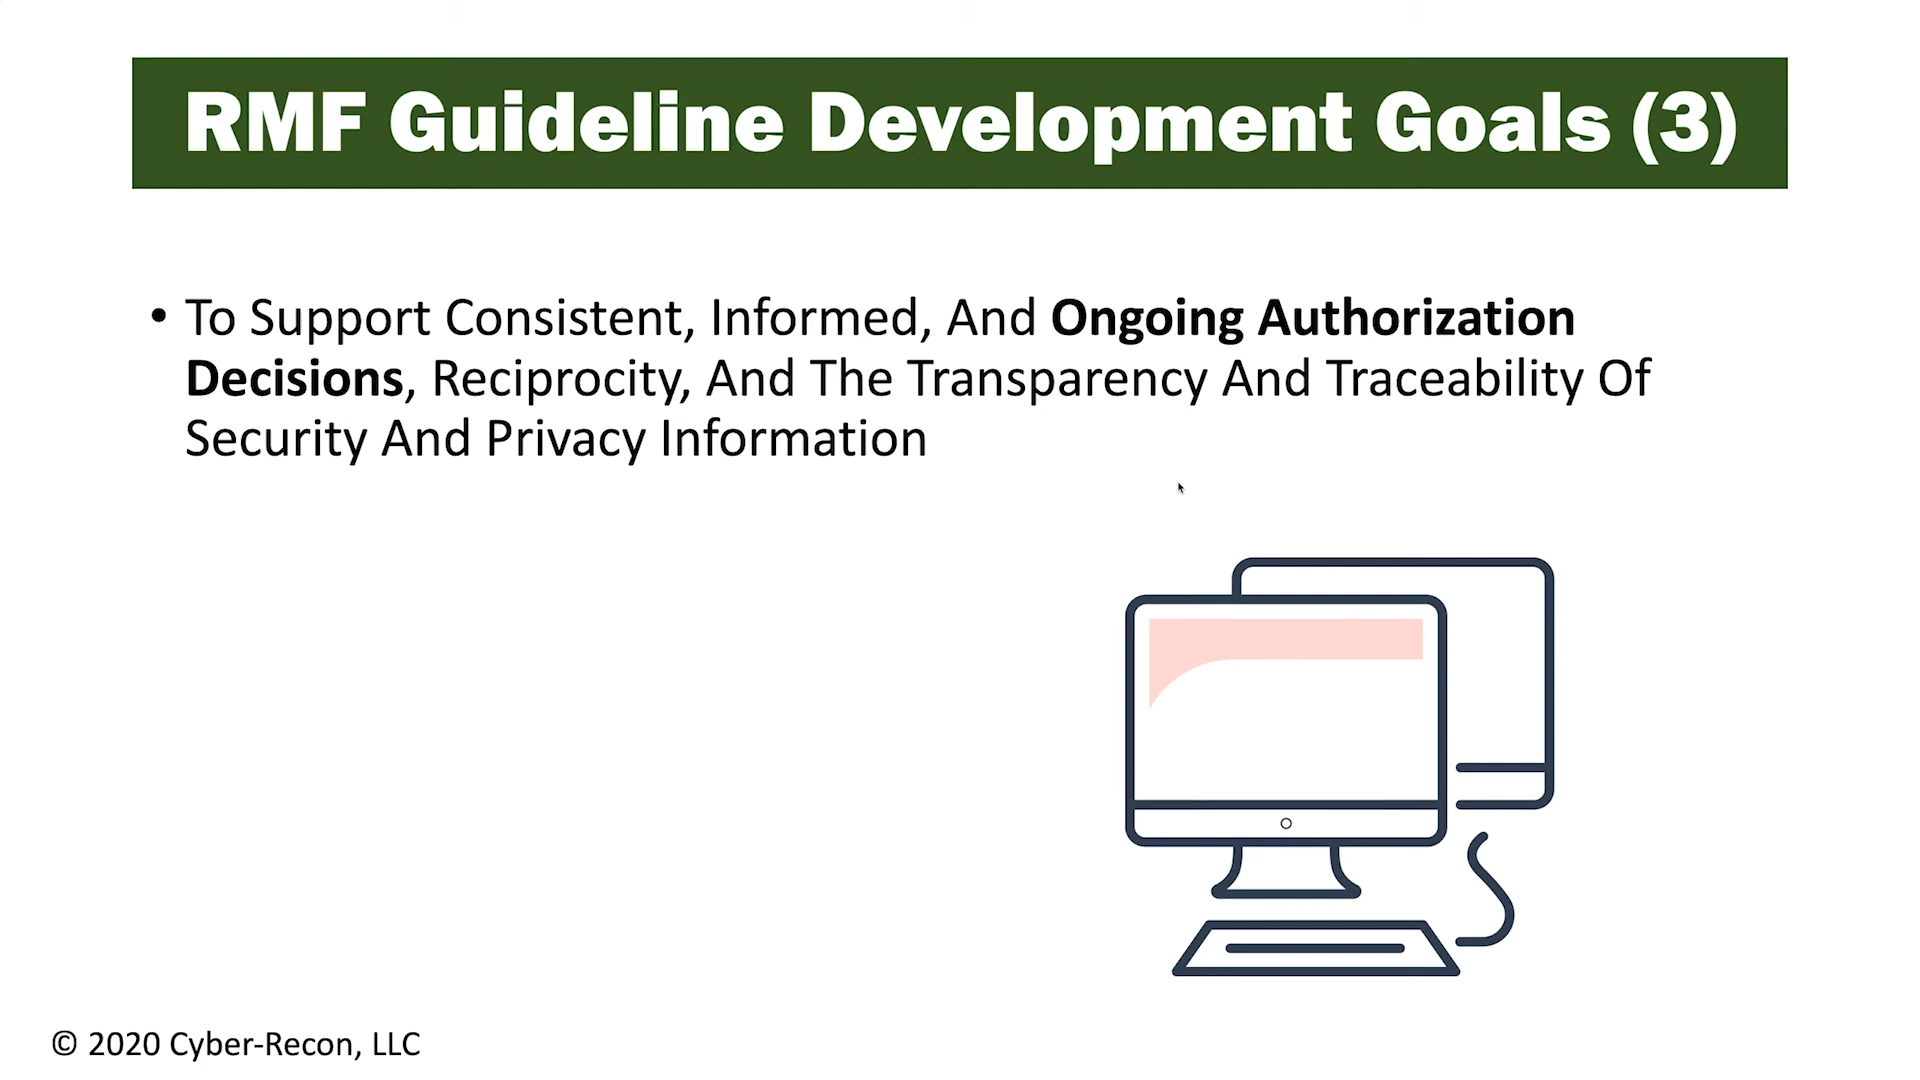 RMF Guideline Development Goals (3)
• To Support Consistent, Informed, And Ongoing Authorization
Decisions, Reciprocity, And The Transparency And Traceability Of
Security And Privacy Information
© 2020 Cyber-Recon, LLC